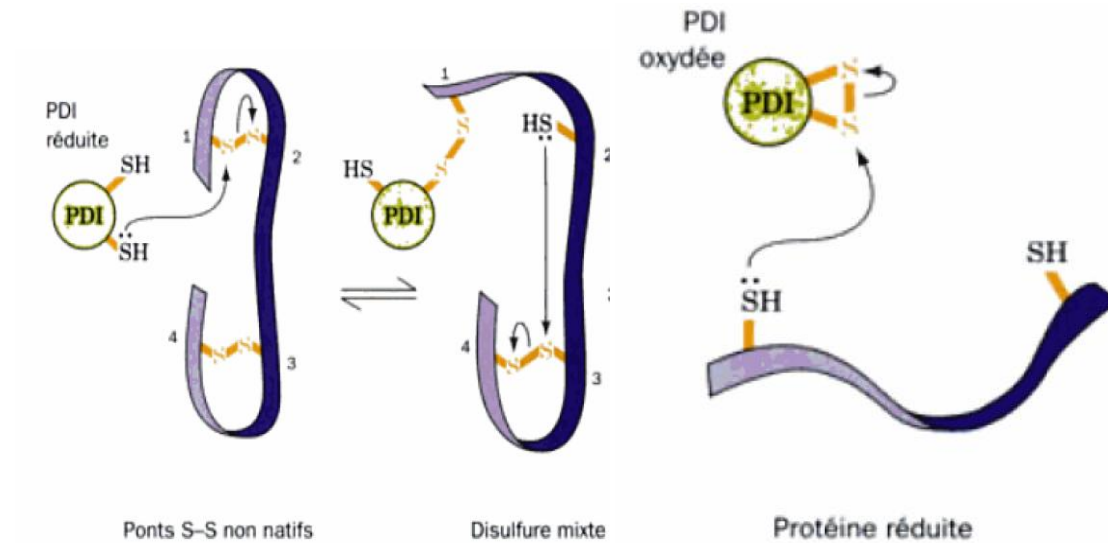 PDI
réduite
SH
PDI
SH
1
2
4
3
Ponts S–S non natifs
1
HS
2
HS
PDI
4
3
Disulfure mixte
PDI
oxydée
PDI
S
S
SH
SH
Protéine réduite